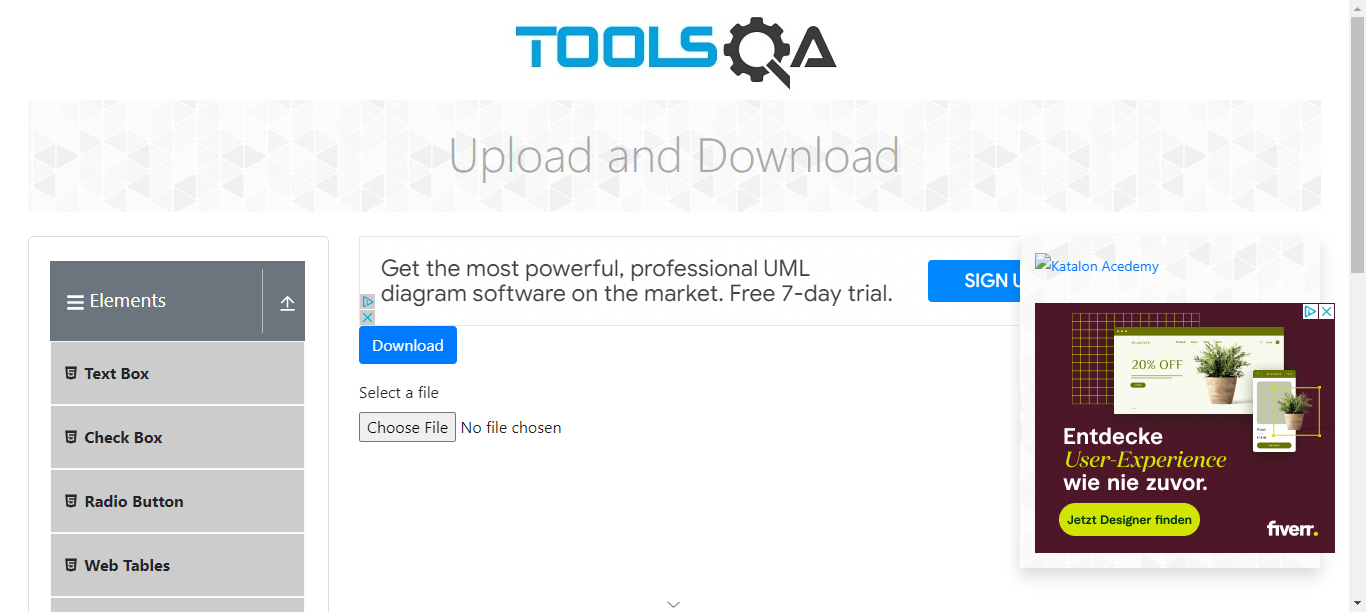 TOOLSQA
Upload and Download
Elements
Text Box
Check Box
Radio Button
Web Tables
Get the most powerful, professional UML
diagram software on the market. Free 7-day trial.
SIGN U
Download
Select a file
Choose File No file chosen
Katalon Acedemy
20% OFF
Entdecke
User-Experience
wie nie zuvor.
Jetzt Designer finden
fiverr.